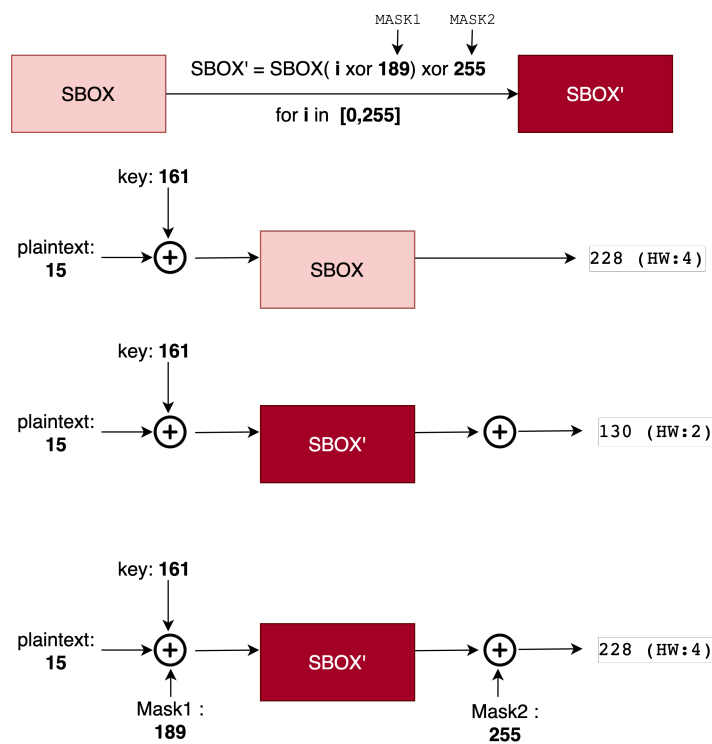 MASK1 MASK2
SBOX' = SBOX( i xor 189) xor 255
SBOX
SBOX'
for i in [0,255]
key: 161
plaintext:
15
SBOX
228 (HW:4)
key: 161
plaintext:
15
SBOX'
130 (HW:2)
key: 161
plaintext:
15
SBOX'
228 (HW:4)
Mask1 :
189
Mask2 :
255